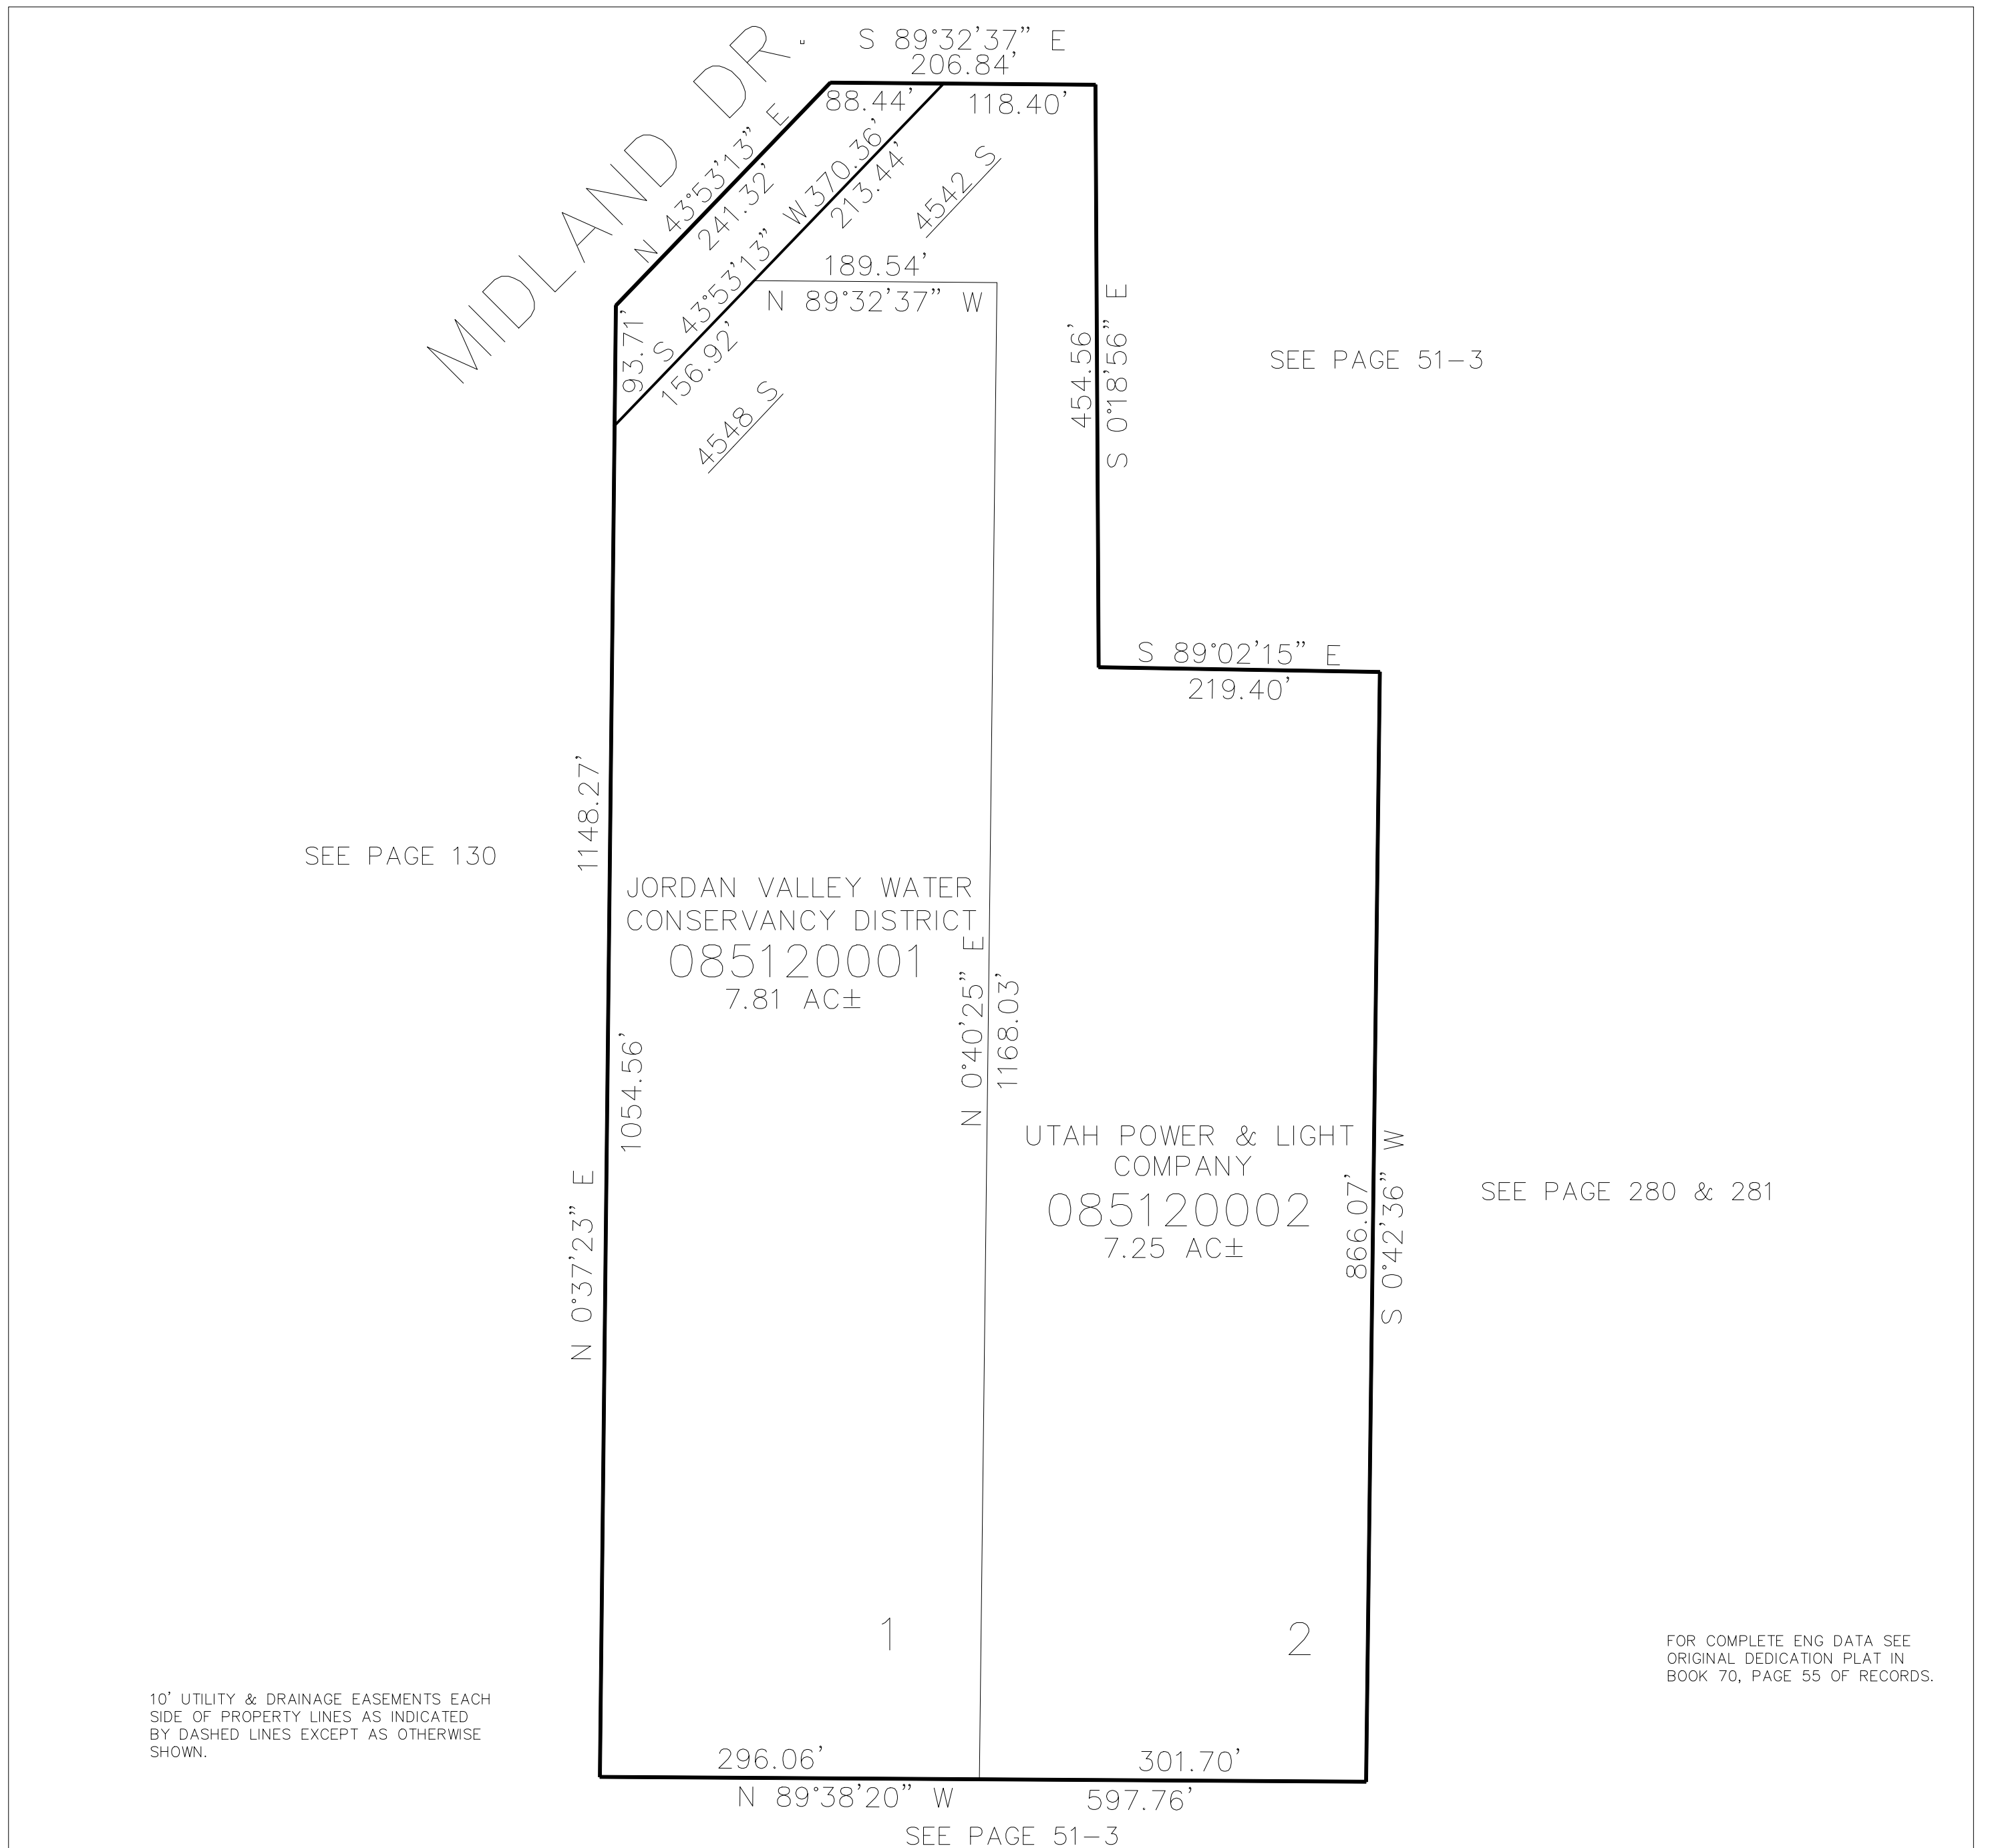 MIDLAND DR.
S 89°32'37" E
206.84'
88.44'
118.40'
N 43°53'13" E
241.32'
S 43°53'13" W 370.36'
213.44'
156.92'
4542 S
189.54'
N 89°32'37" W
93.71'
4548 S
454.56'
S 0°18'56" E
SEE PAGE 51-3
S 89°02'15" E
219.40'
1148.27'
SEE PAGE 130
JORDAN VALLEY WATER
CONSERVANCY DISTRICT
085120001
7.81 AC±
N 0°40'25" E
1168.03'
1054.56'
N 0°37'23" E
UTAH POWER & LIGHT
COMPANY
085120002
7.25 AC±
866.07'
S 0°42'36" W
SEE PAGE 280 & 281
1
2
FOR COMPLETE ENG DATA SEE
ORIGINAL DEDICATION PLAT IN
BOOK 70, PAGE 55 OF RECORDS.
10' UTILITY & DRAINAGE EASEMENTS EACH
SIDE OF PROPERTY LINES AS INDICATED
BY DASHED LINES EXCEPT AS OTHERWISE
SHOWN.
296.06'
301.70'
N 89°38'20" W
597.76'
SEE PAGE 51-3